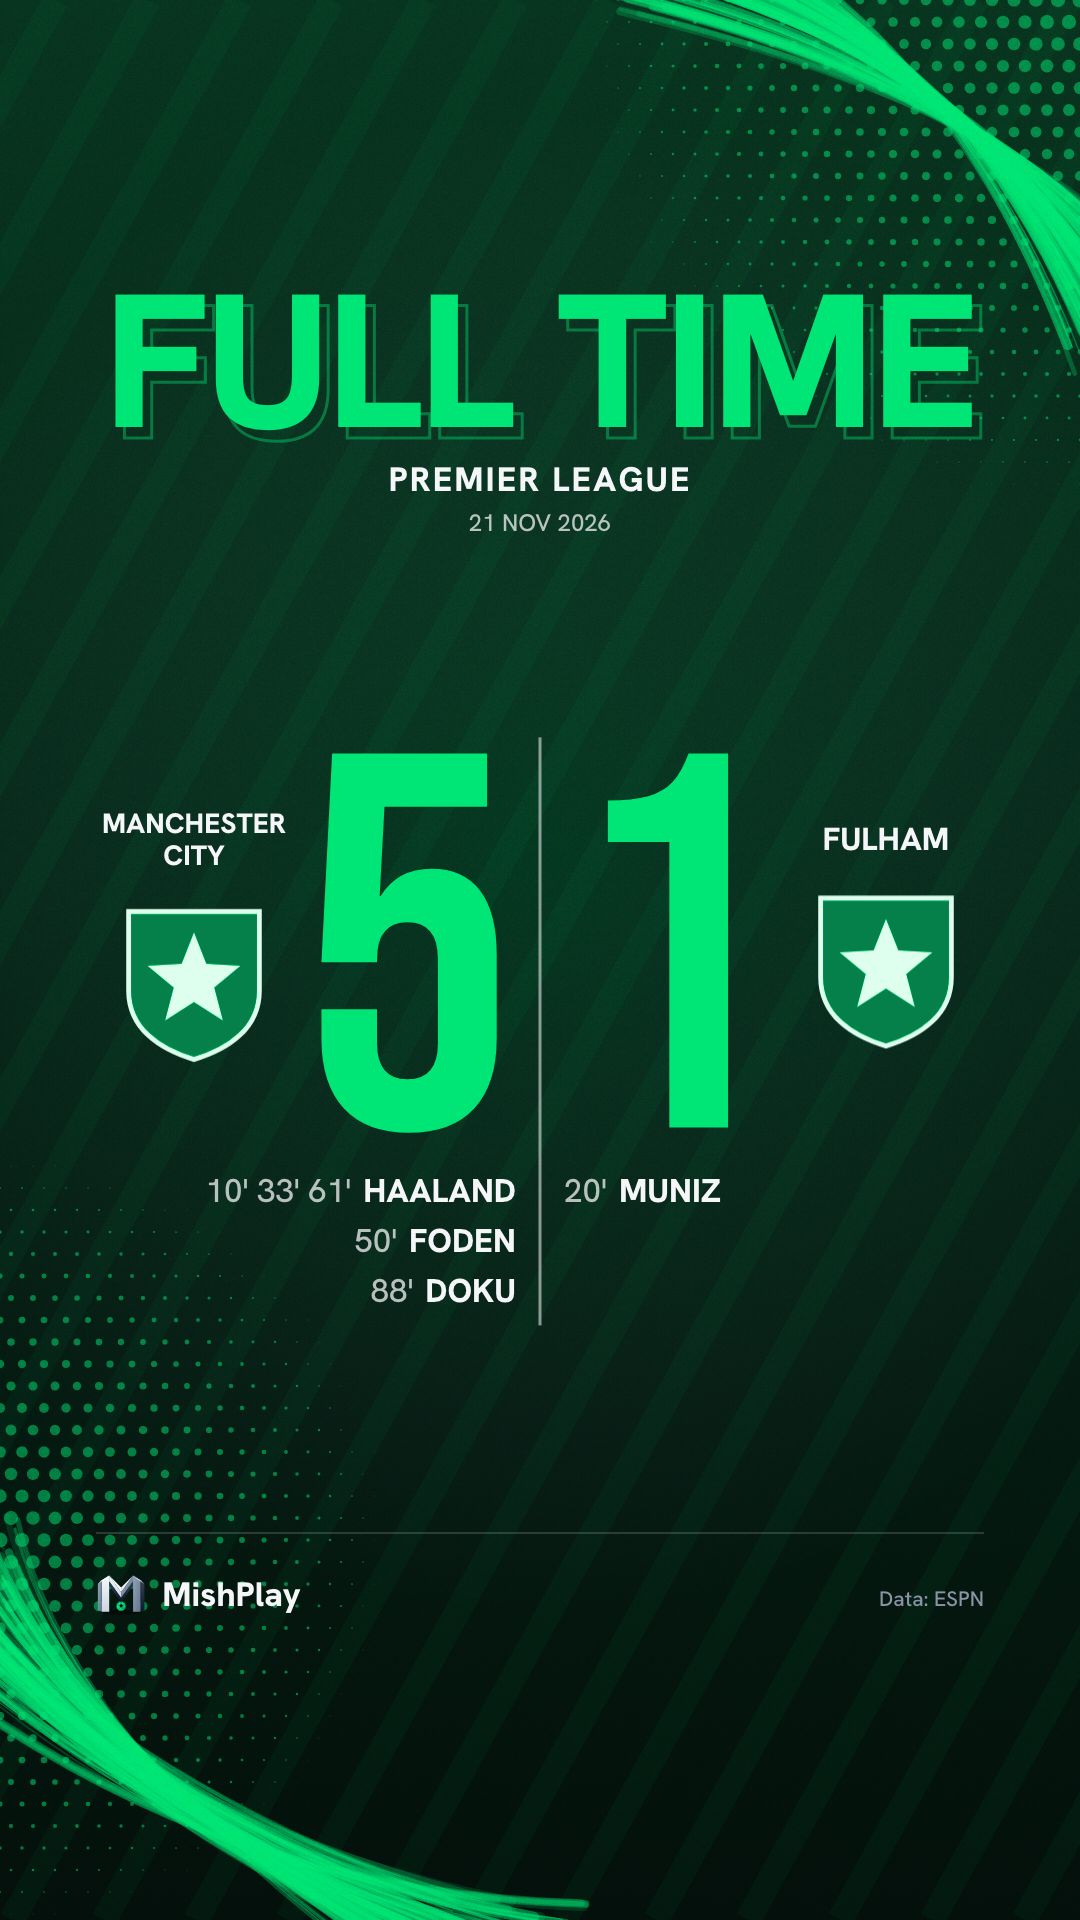 FULL TIME
PREMIER LEAGUE
21 NOV 2026
MANCHESTER
CITY
5
1
FULHAM
10' 33' 61' HAALAND
50' FODEN
88' DOKU
20' MUNIZ
MishPlay
Data: ESPN